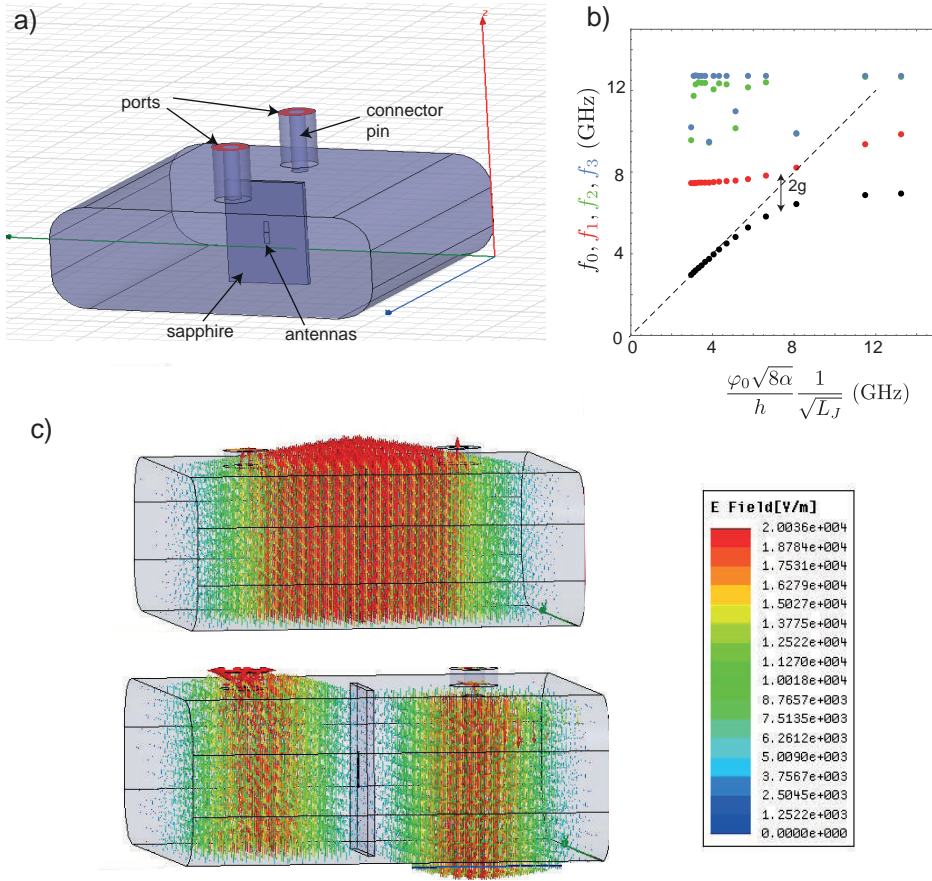 a)
z
ports
connector
pin
sapphire
antennas
b)
f₀, f₁, f₂, f₃ (GHz)
12
8
4
0
2g
0 4 8 12
φ₀√8α / h 1 / √L_J (GHz)
c)
E Field[V/m]
2.0036e+004
1.8784e+004
1.7531e+004
1.6279e+004
1.5027e+004
1.3775e+004
1.2522e+004
1.1270e+004
1.0018e+004
8.7657e+003
7.5135e+003
6.2612e+003
5.0090e+003
3.7567e+003
2.5045e+003
1.2522e+003
0.0000e+000